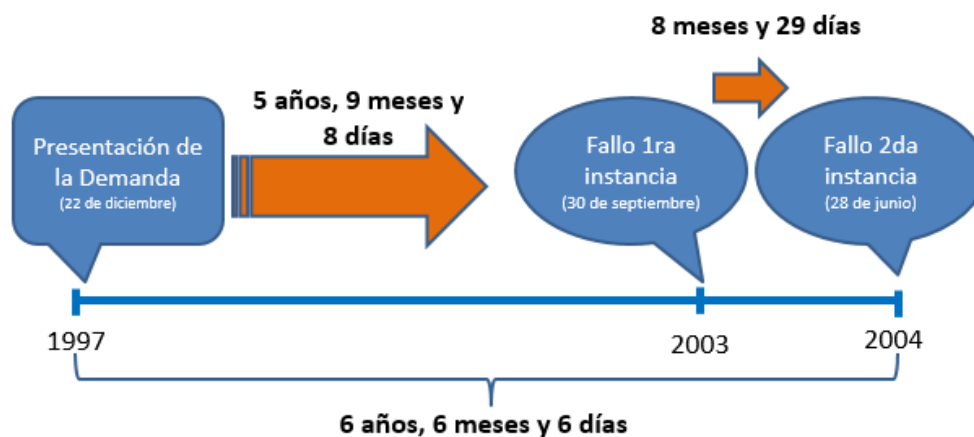 8 meses y 29 días
5 años, 9 meses y
8 días
Presentación de
la Demanda
(22 de diciembre)
Fallo 1ra
instancia
(30 de septiembre)
Fallo 2da
instancia
(28 de junio)
1997
2003
2004
6 años, 6 meses y 6 días